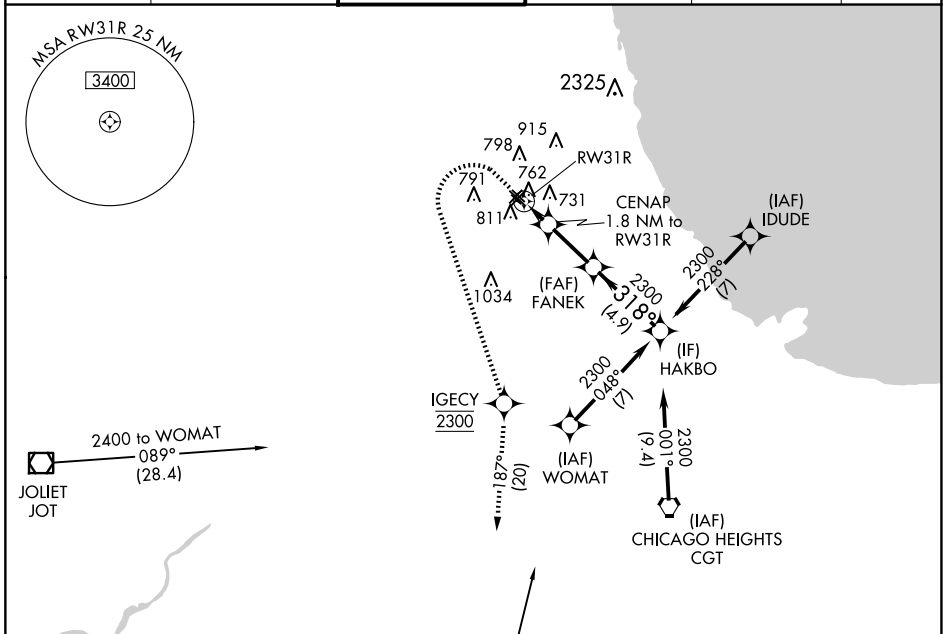 MSA RW31R 25 NM
3400
2325
915
798
RW31R
762
791
731
811
CENAP
1.8 NM to
RW31R
(IAF)
IDUDE
2300
228°
(7)
1034
(FAF)
FANEK
2300
318°
(4.9)
(IF)
HAKBO
2300
048°
(7)
IGECY
2300
2400 to WOMAT
089°
(28.4)
JOLIET
JOT
187°
(20)
(IAF)
WOMAT
2300
001°
(9.4)
(IAF)
CHICAGO HEIGHTS
CGT